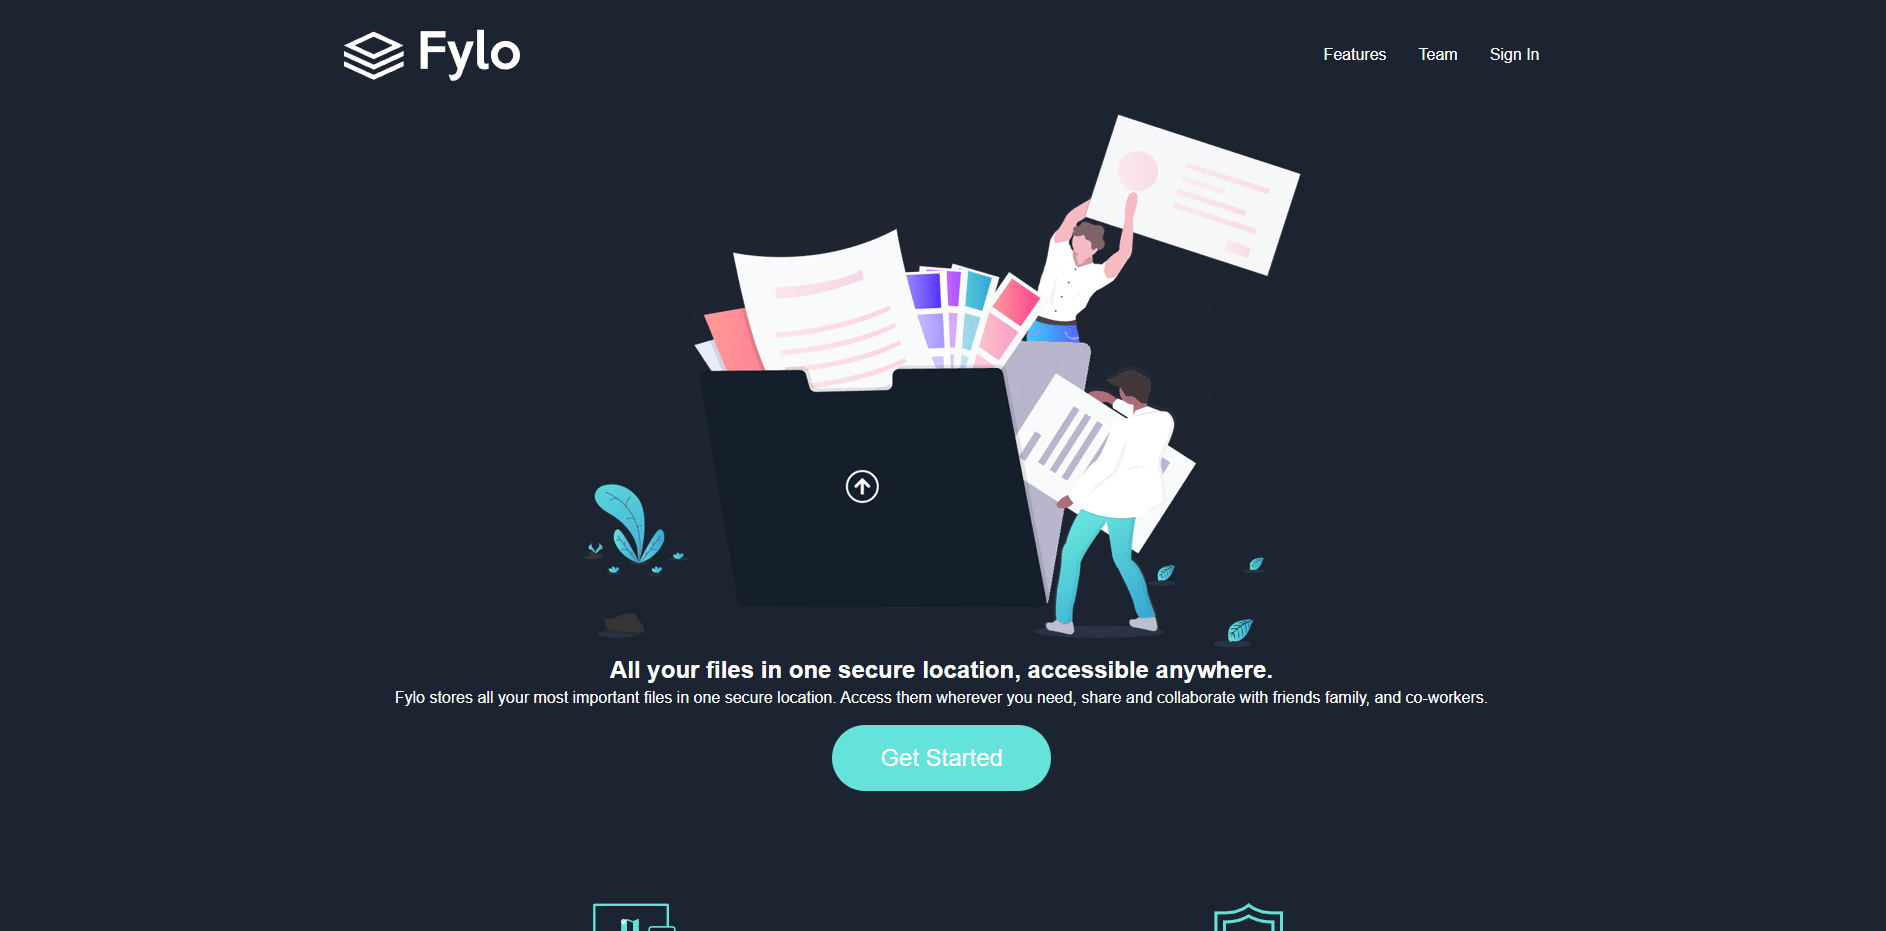 Fylo
Features
Team
Sign In
All your files in one secure location, accessible anywhere.
Fylo stores all your most important files in one secure location. Access them wherever you need, share and collaborate with friends family, and co-workers.
Get Started